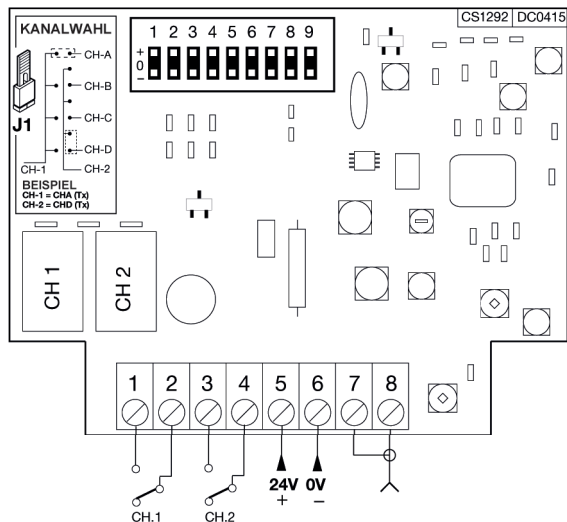 KANALWAHL
CH-A
CH-B
CH-C
CH-D
J1
CH-1
CH-2
BEISPIEL
CH-1 = CHA (Tx)
CH-2 = CHD (Tx)
1 2 3 4 5 6 7 8 9
+
0
−
CS1292 DC0415
CH 1
CH 2
1 2 3 4 5 6 7 8
24V 0V
+ −
CH.1 CH.2